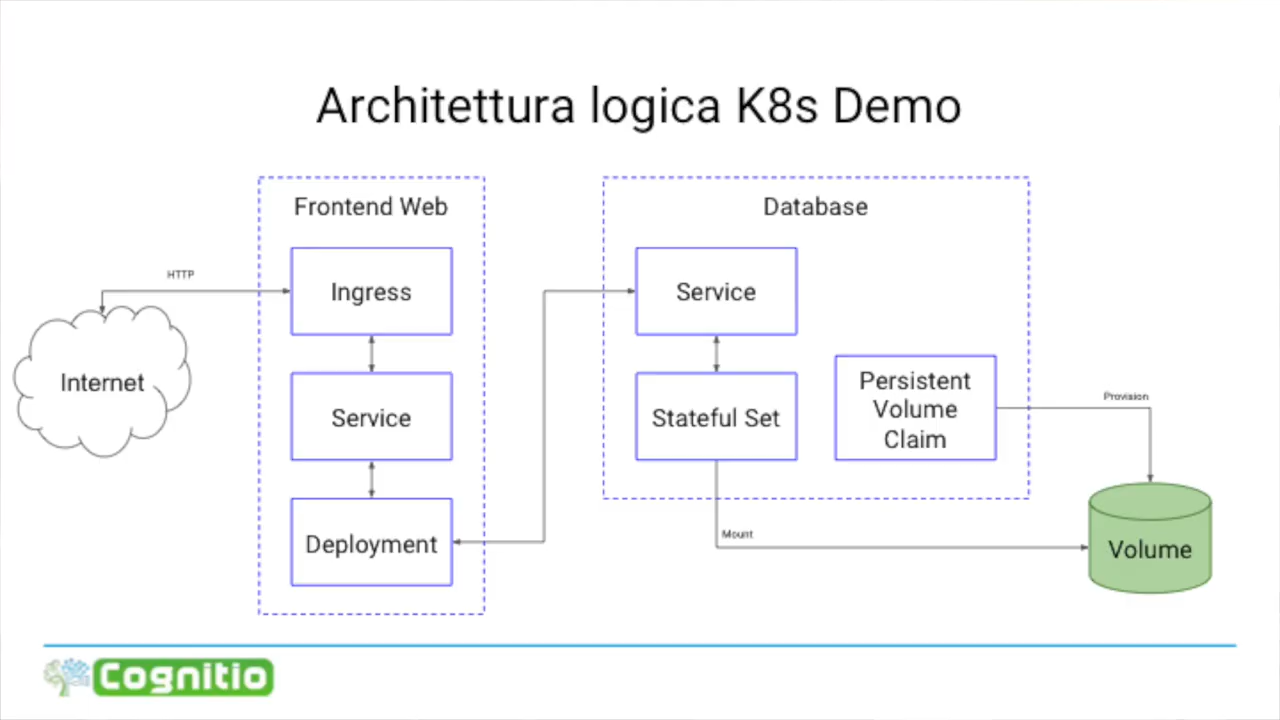 Architettura logica K8s Demo
Frontend Web
Database
HTTP
Ingress
Service
Internet
Service
Stateful Set
Persistent
Volume
Claim
Provision
Deployment
Mount
Volume
Cognitio